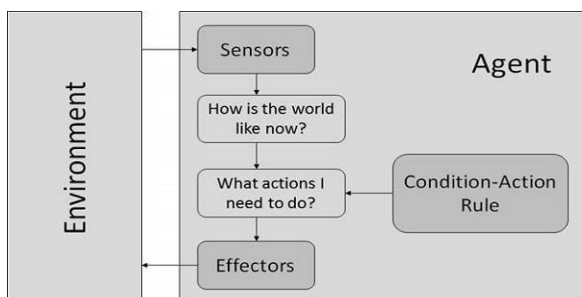 Environment
Agent
Sensors
How is the world
like now?
What actions I
need to do?
Condition-Action
Rule
Effectors